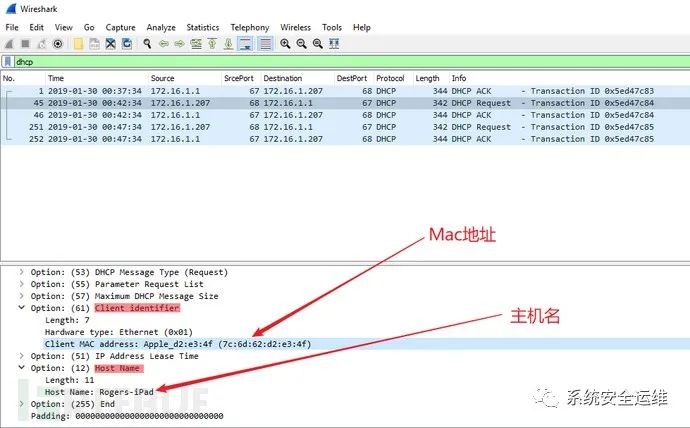 Wireshark
File Edit View Go Capture Analyze Statistics Telephony Wireless Tools Help
dhcp
No. Time Source SrcePort Destination DestPort Protocol Length Info
1 2019-01-30 00:37:34 172.16.1.1 67 172.16.1.207 68 DHCP 344 DHCP ACK - Transaction ID 0x5ed47c83
45 2019-01-30 00:42:34 172.16.1.207 68 172.16.1.1 67 DHCP 342 DHCP Request - Transaction ID 0x5ed47c84
46 2019-01-30 00:42:34 172.16.1.1 67 172.16.1.207 68 DHCP 344 DHCP ACK - Transaction ID 0x5ed47c84
251 2019-01-30 00:47:34 172.16.1.207 68 172.16.1.1 67 DHCP 342 DHCP Request - Transaction ID 0x5ed47c85
252 2019-01-30 00:47:34 172.16.1.1 67 172.16.1.207 68 DHCP 344 DHCP ACK - Transaction ID 0x5ed47c85
Mac地址
Option: (53) DHCP Message Type (Request)
Option: (55) Parameter Request List
Option: (57) Maximum DHCP Message Size
Option: (61) Client identifier
Length: 7
主机名
Hardware type: Ethernet (0x01)
Client MAC address: Apple_d2:e3:4f (7c:6d:62:d2:e3:4f)
Option: (51) IP Address Lease Time
Option: (12) Host Name
Length: 11
Host Name: Rogers-iPad
Option: (255) End
Padding: 000000000000000000000000000000
系统安全运维